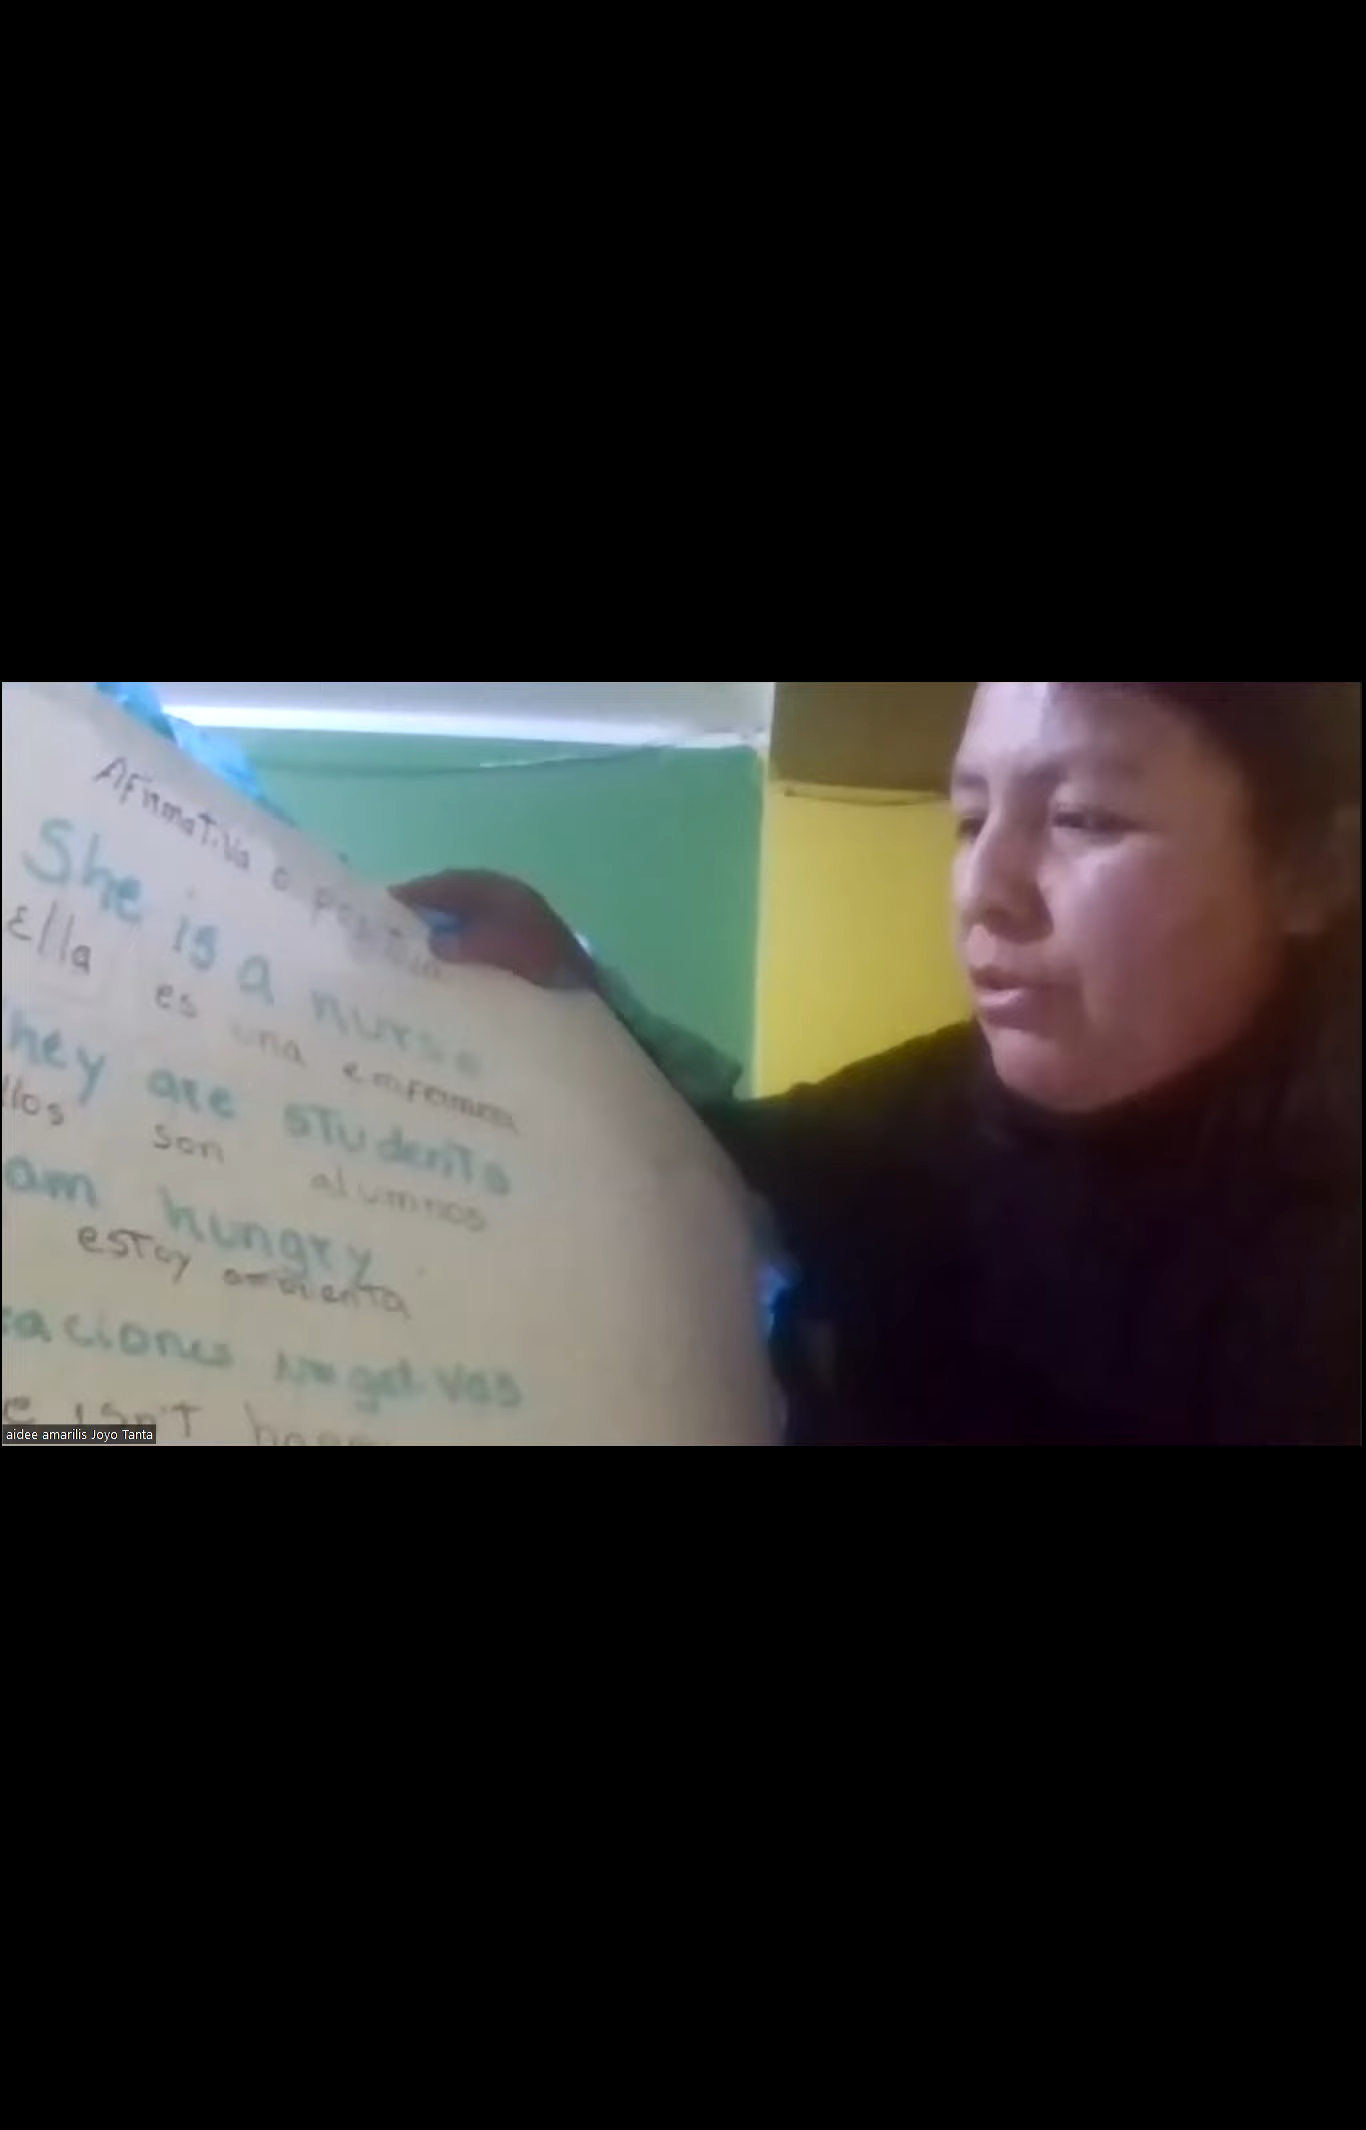 Afirmativa o positiva
She is a nurse
Ella es una enfermera
hey are students
llos son alumnos
am hungry
estoy
aciones Negativas
e isn't
aidee amarilis Joyo Tanta